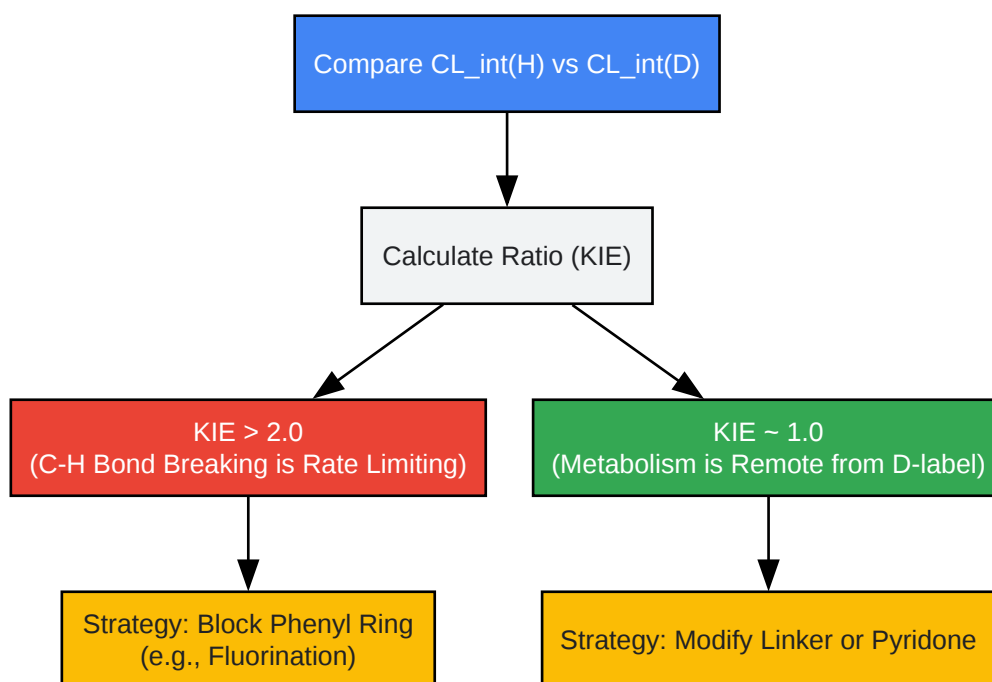 Compare CL_int(H) vs CL_int(D)
Calculate Ratio (KIE)
KIE > 2.0
(C-H Bond Breaking is Rate Limiting)
KIE ~ 1.0
(Metabolism is Remote from D-label)
Strategy: Block Phenyl Ring
(e.g., Fluorination)
Strategy: Modify Linker or Pyridone